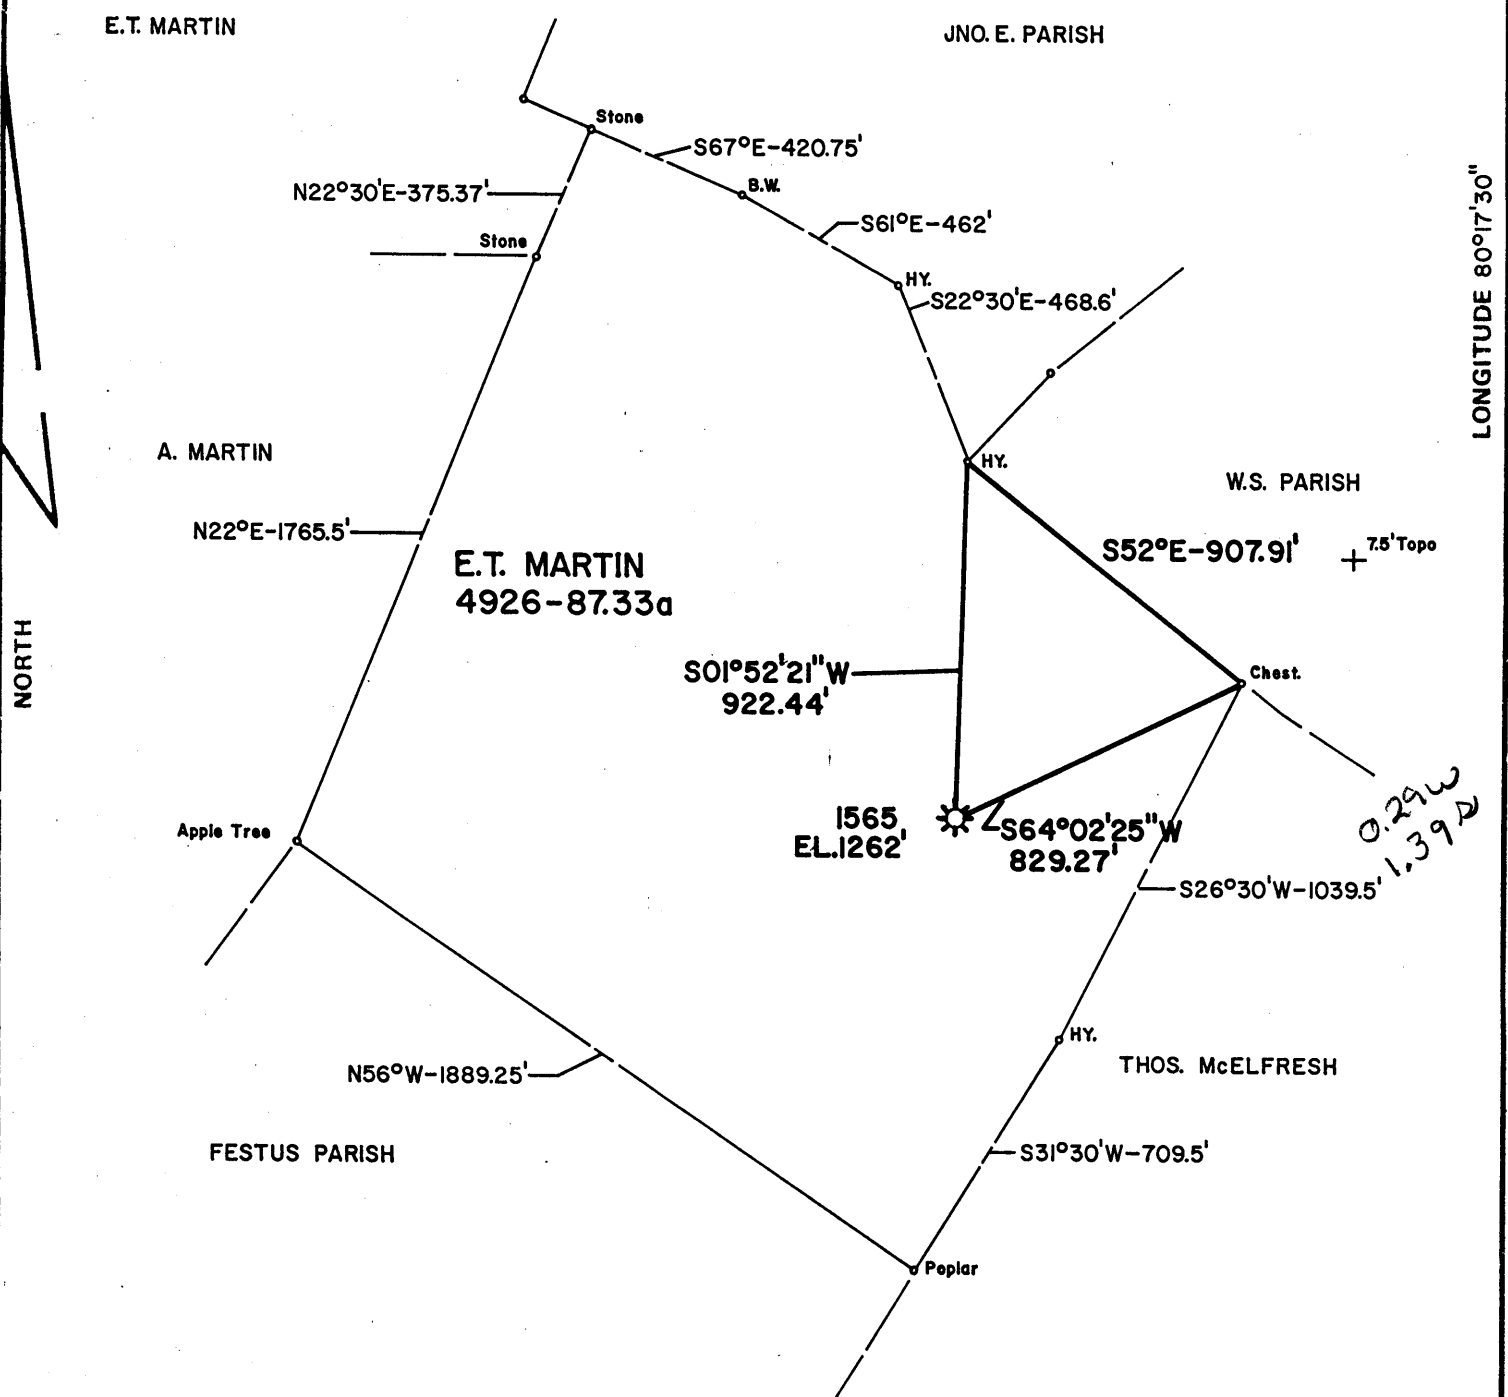 E.T. MARTIN
JNO. E. PARISH
Stone
S67°E-420.75'
N22°30'E-375.37'
B.W.
S61°E-462'
Stone
HY.
S22°30'E-468.6'
LONGITUDE 80°17'30"
A. MARTIN
HY.
W.S. PARISH
N22°E-1765.5'
S52°E-907.91'
7.5' Topo
E.T. MARTIN
4926-87.33a
NORTH
S01°52'21"W
922.44'
Chest.
Apple Tree
1565
EL.1262'
S64°02'25"W
829.27'
0.29W
1.39S
S26°30'W-1039.5'
HY.
THOS. McELFRESH
N56°W-1889.25'
FESTUS PARISH
S31°30'W-709.5'
Poplar